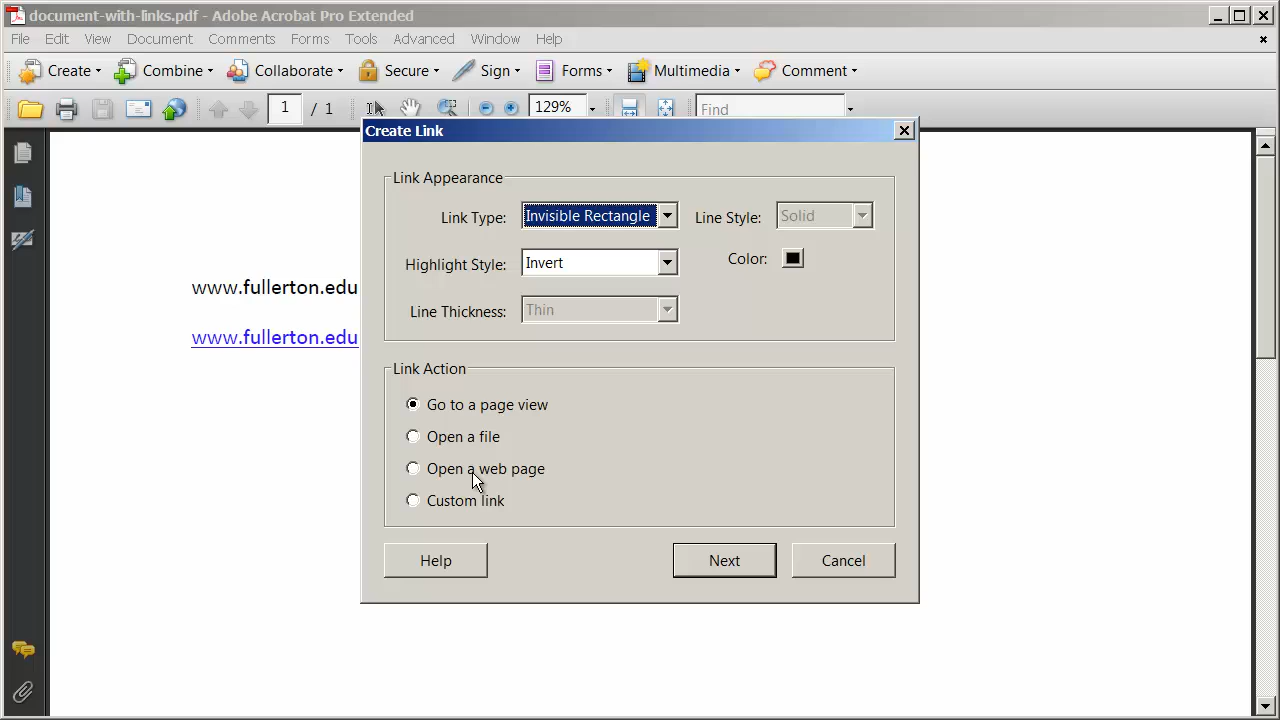 document-with-links.pdf - Adobe Acrobat Pro Extended
File Edit View Document Comments Forms Tools Advanced Window Help
Create Combine Collaborate Secure Sign Forms Multimedia Comment
1 / 1 129% Find
Create Link
Link Appearance
Link Type: Invisible Rectangle Line Style: Solid
Highlight Style: Invert Color:
Line Thickness: Thin
www.fullerton.edu
www.fullerton.edu
Link Action
Go to a page view
Open a file
Open a web page
Custom link
Help Next Cancel